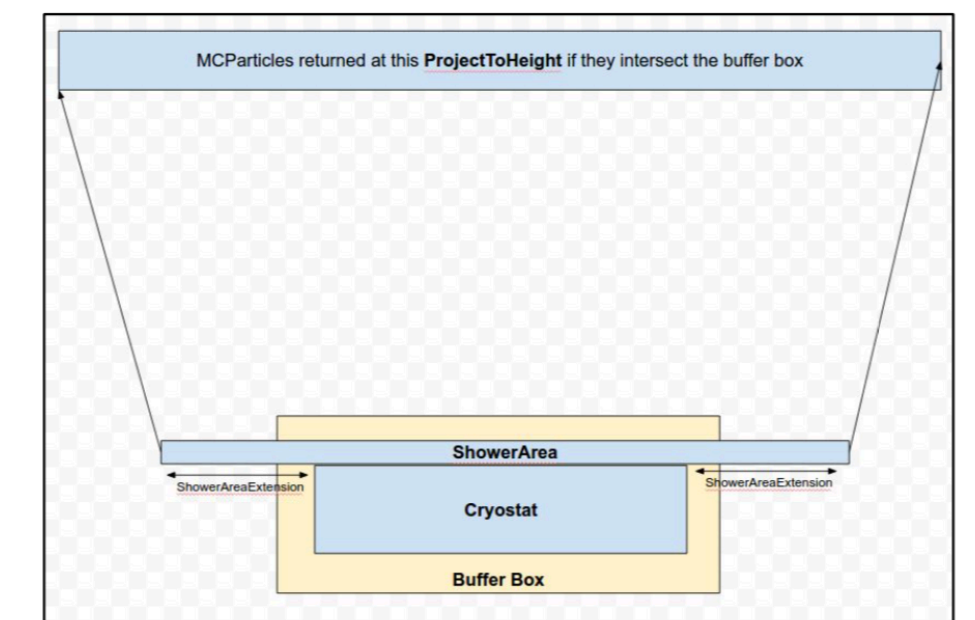 MCParticles returned at this ProjectToHeight if they intersect the buffer box
ShowerArea
ShowerAreaExtension
ShowerAreaExtension
Cryostat
Buffer Box